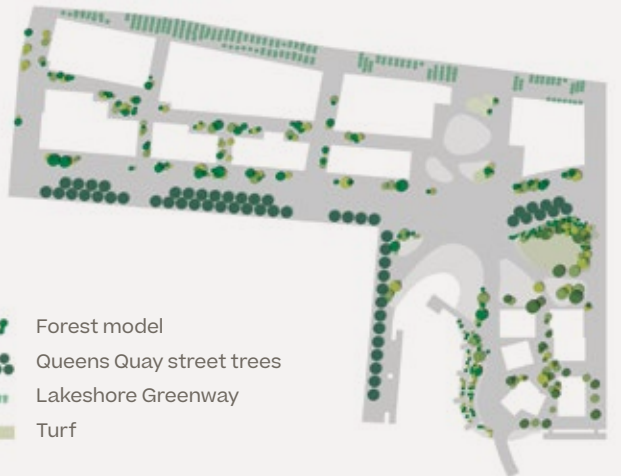 Forest model
Queens Quay street trees
Lakeshore Greenway
Turf